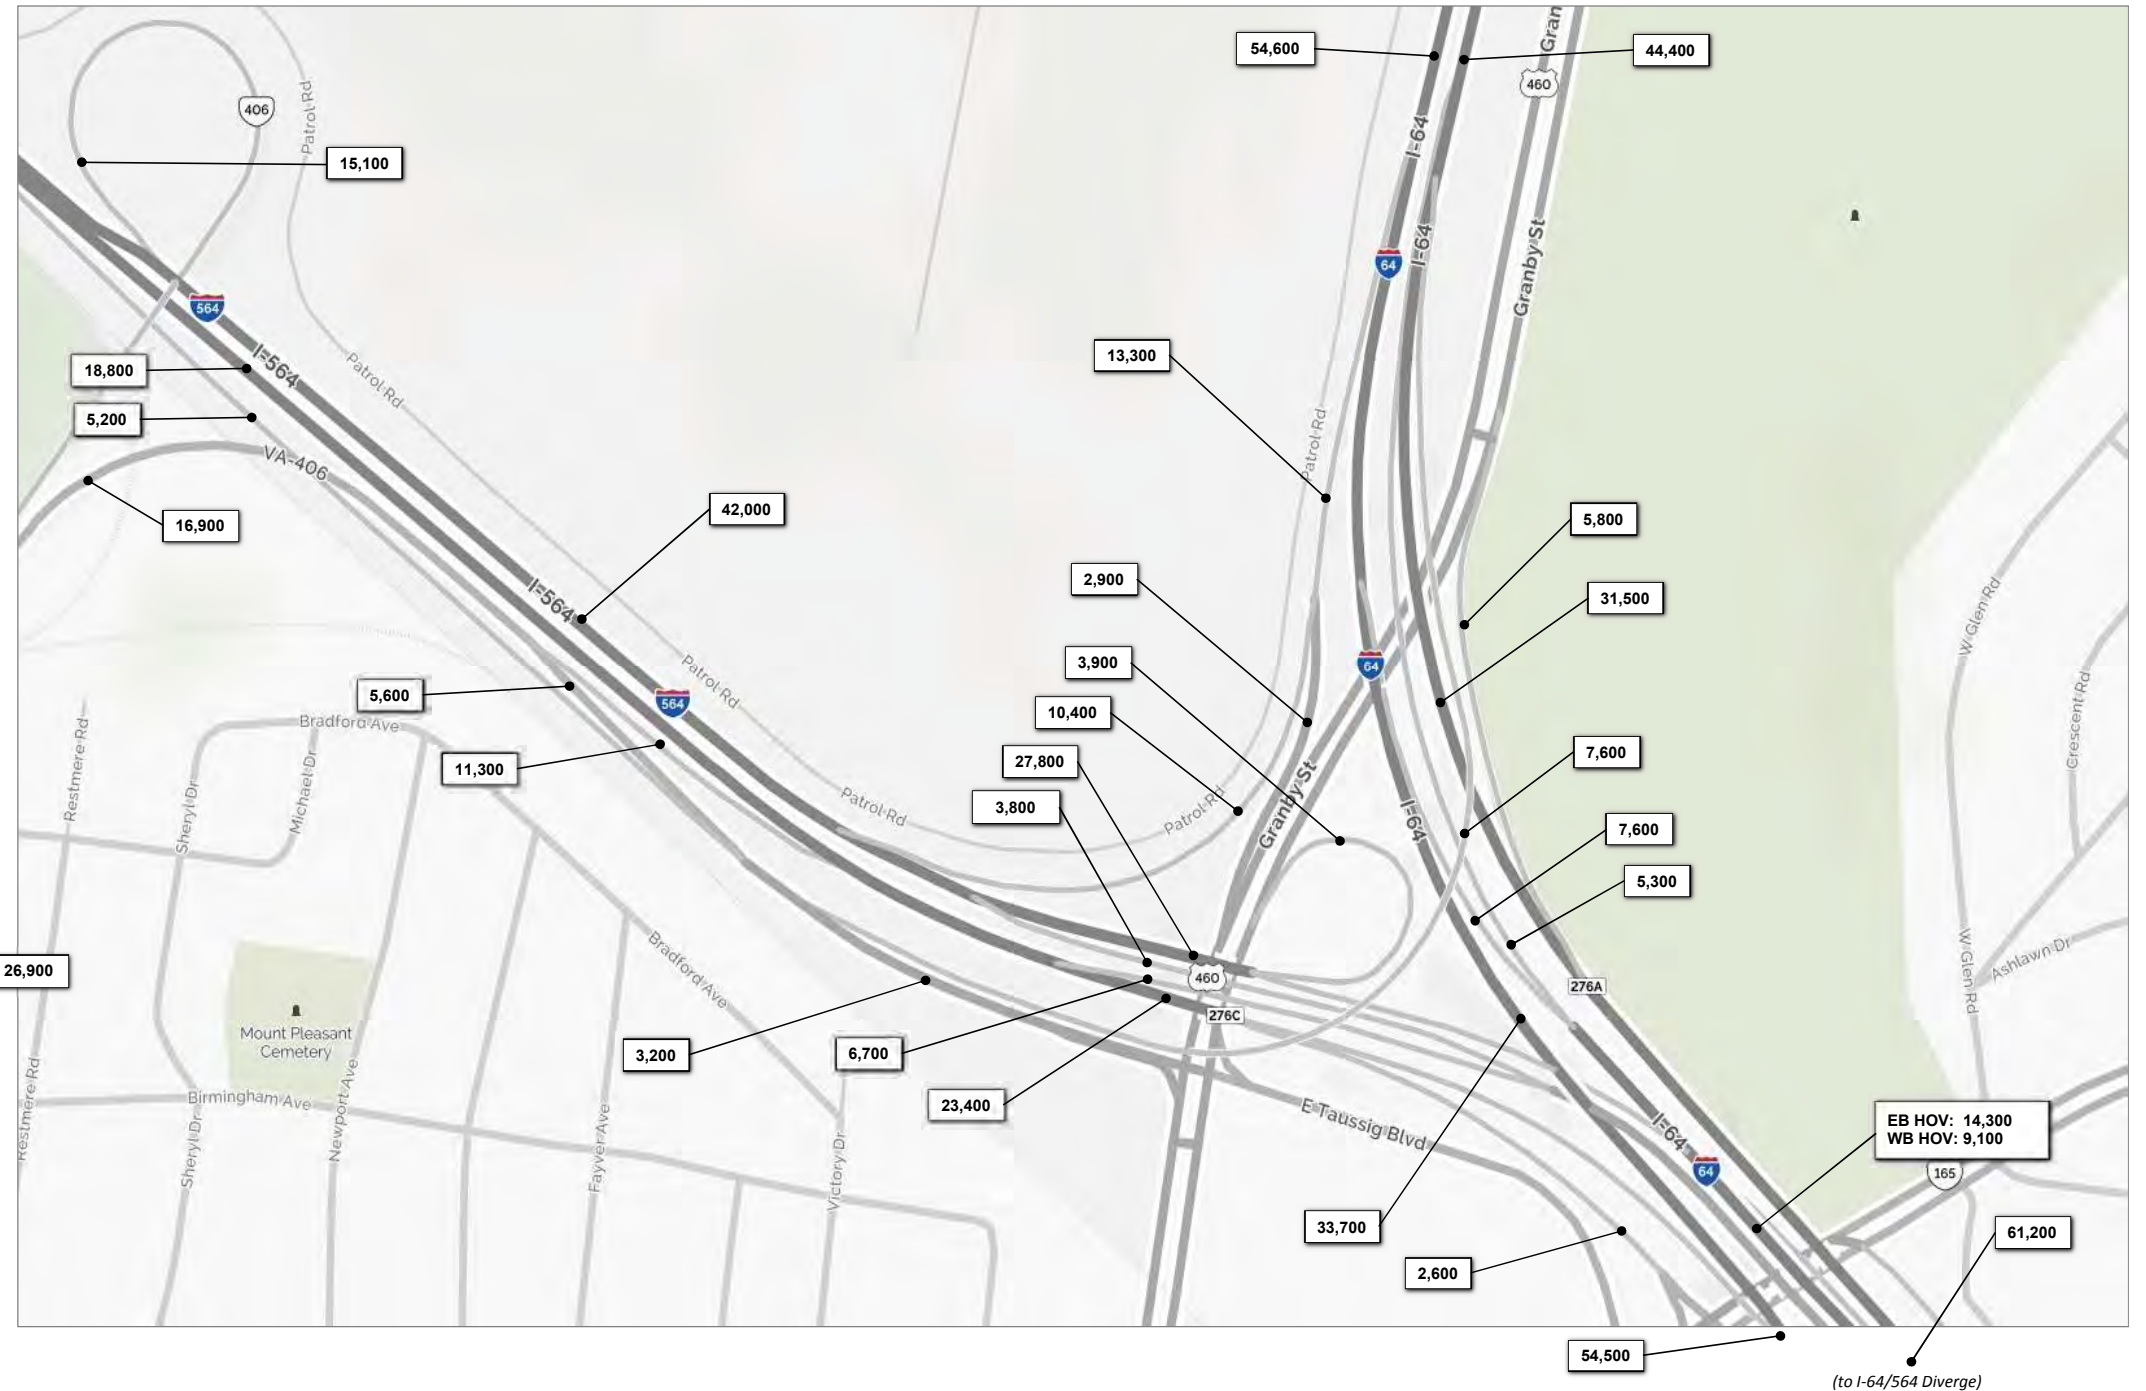 54,600
44,400
Gran
460
406
Patrol Rd
15,100
I-64
Granby St
I-64
64
564
I-564
18,800
5,200
Patrol Rd
13,300
VA-406
16,900
Patrol Rd
42,000
5,800
I-564
2,900
31,500
W Glen Rd
3,900
64
5,600
564
Patrol Rd
10,400
Crescent Rd
Bradford Ave
Restmere Rd
Michael Dr
Sheryl Dr
11,300
27,800
7,600
3,800
Patrol Rd
Patrol Rd
Granby St
I-64
7,600
5,300
26,900
Bradford Ave
460
276A
W Glen Rd
Ashlawn Dr
276C
Mount Pleasant
Cemetery
3,200
6,700
23,400
Restmere Rd
Birmingham Ave
Newport Ave
Sheryl Dr
Fayver Ave
Victory Dr
E Taussig Blvd
I-64
64
EB HOV: 14,300
WB HOV: 9,100
165
33,700
61,200
2,600
54,500
(to I-64/564 Diverge)